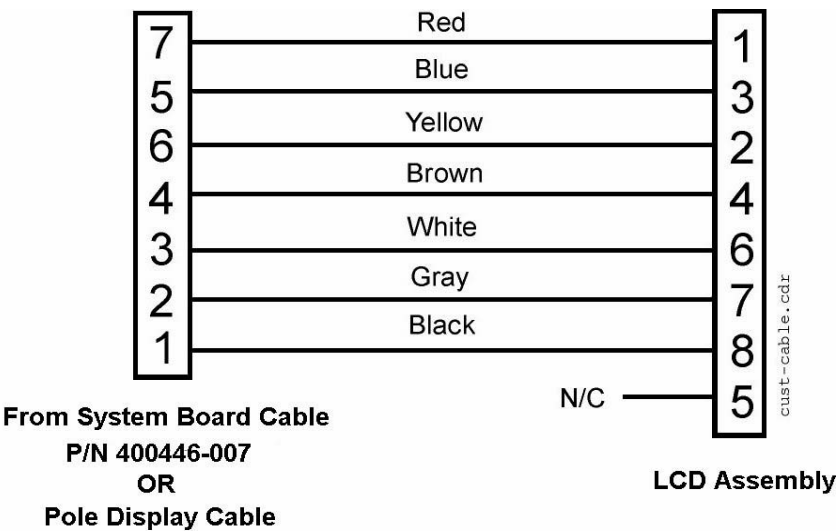 7 Red 1
5 Blue 3
6 Yellow 2
4 Brown 4
3 White 6
2 Gray 7
1 Black 8
N/C 5
cust-cable.cdr
From System Board Cable
P/N 400446-007
OR
Pole Display Cable
LCD Assembly